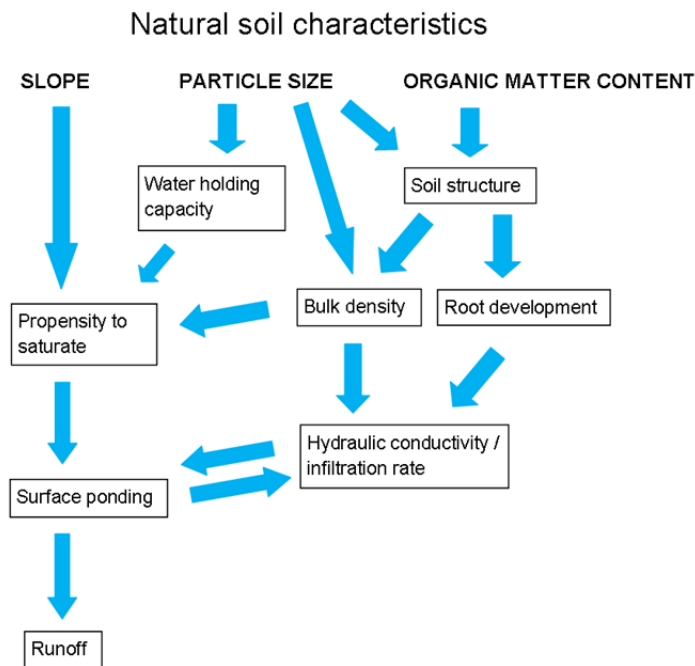 Natural soil characteristics
SLOPE
PARTICLE SIZE
ORGANIC MATTER CONTENT
Water holding
capacity
Soil structure
Propensity to
saturate
Bulk density
Root development
Hydraulic conductivity /
infiltration rate
Surface ponding
Runoff